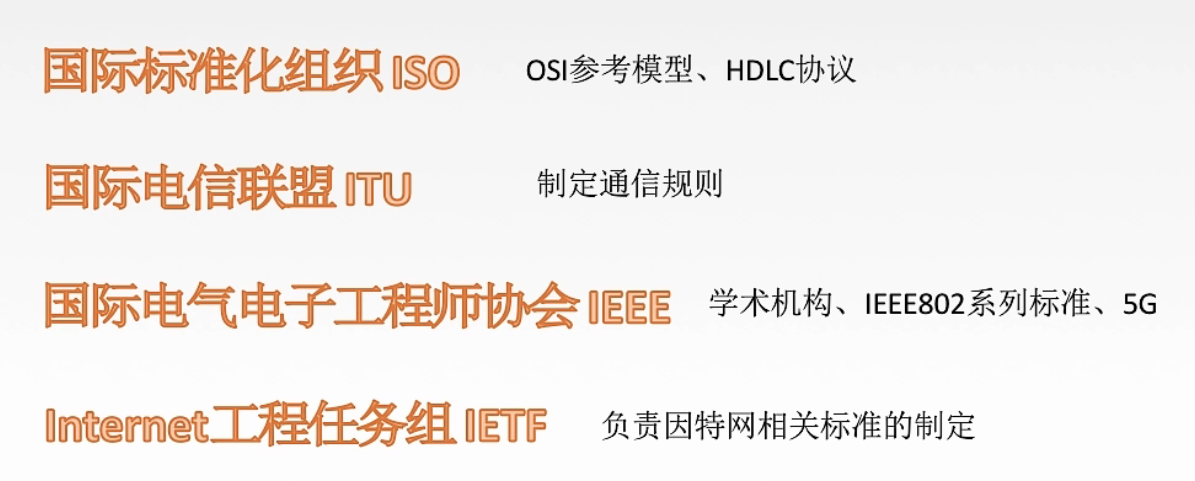 国际标准化组织 ISO OSI参考模型、HDLC协议
国际电信联盟 ITU 制定通信规则
国际电气电子工程师协会 IEEE 学术机构、IEEE802系列标准、5G
Internet工程任务组 IETF 负责因特网相关标准的制定